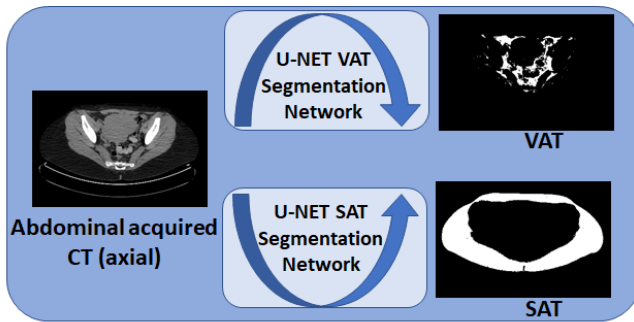 Abdominal acquired
CT (axial)
U-NET VAT
Segmentation
Network
VAT
U-NET SAT
Segmentation
Network
SAT